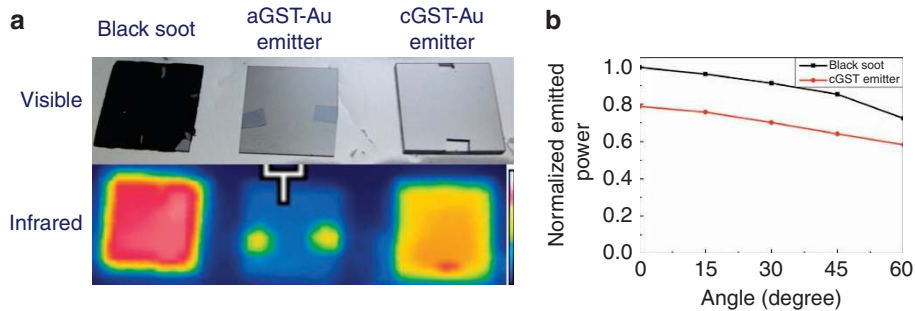 a
Black soot
aGST-Au
emitter
cGST-Au
emitter
Visible
Infrared
b
Normalized emitted
power
1.0
0.8
0.6
0.4
0.2
0.0
Black soot
cGST emitter
0 15 30 45 60
Angle (degree)